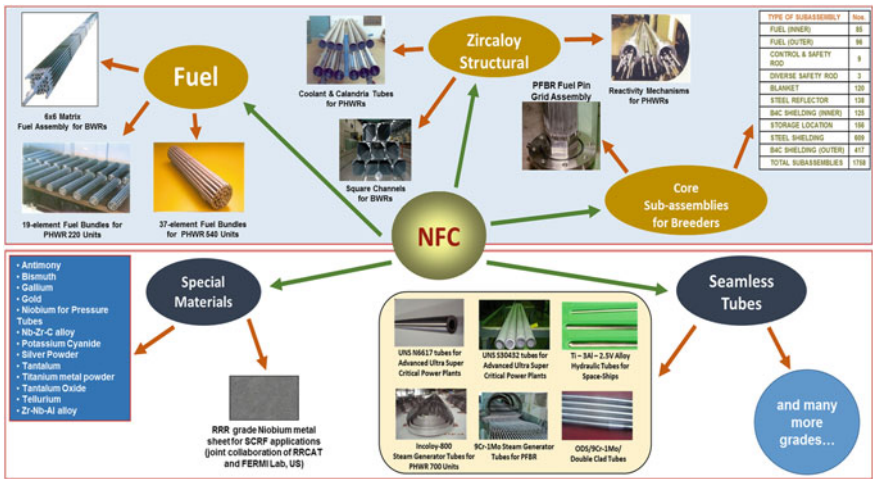 Fuel
6x6 Matrix
Fuel Assembly for BWRs
19-element Fuel Bundles for
PHWR 220 Units
37-element Fuel Bundles
for PHWR 540 Units
Zircaloy
Structural
Coolant & Calandria Tubes
for PHWRs
Square Channels
for BWRs
Reactivity Mechanisms
for PHWRs
PFBR Fuel Pin
Grid Assembly
Core
Sub-assemblies
for Breeders
TYPE OF SUBASSEMBLY Nos.
FUEL (INNER) 85
FUEL (OUTER) 96
CONTROL & SAFETY
ROD 9
DIVERSE SAFETY ROD 3
BLANKET 120
STEEL REFLECTOR 138
B4C SHIELDING (INNER) 125
STORAGE LOCATION 156
STEEL SHIELDING 609
B4C SHIELDING (OUTER) 417
TOTAL SUBASSEMBLIES 1758
NFC
Special
Materials
• Antimony
• Bismuth
• Gallium
• Gold
• Niobium for Pressure
Tubes
• Nb-Zr-C alloy
• Potassium Cyanide
• Silver Powder
• Tantalum
• Titanium metal powder
• Tantalum Oxide
• Tellurium
• Zr-Nb-Al alloy
RRR grade Niobium metal
sheet for SCRF applications
(joint collaboration of RRCAT
and FERMI Lab, US)
Seamless
Tubes
UNS N6617 tubes for
Advanced Ultra Super
Critical Power Plants
UNS S30432 tubes for
Advanced Ultra Super
Critical Power Plants
Ti – 3Al – 2.5V Alloy
Hydraulic Tubes for
Space-Ships
Incoloy-800
Steam Generator Tubes for
PHWR 700 Units
9Cr-1Mo Steam Generator
Tubes for PFBR
ODS/9Cr-1Mo/
Double Clad Tubes
and many
more
grades...